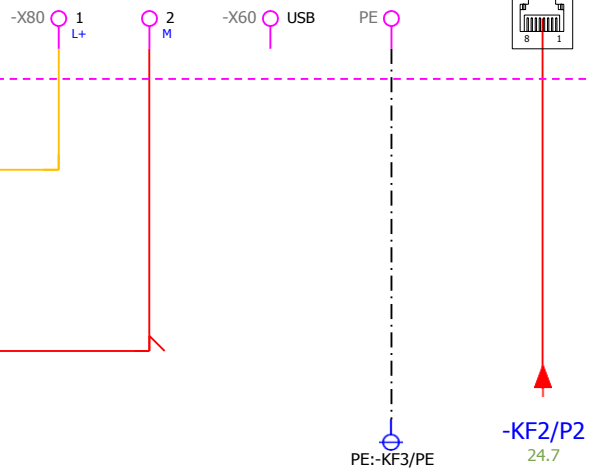 -X80 1 2 -X60 USB PE
L+ M
8 1
-KF2/P2
24.7
PE:-KF3/PE